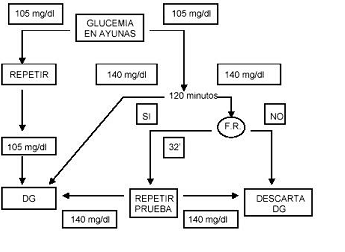 105 mg/dl
105 mg/dl
GLUCEMIA
EN AYUNAS
REPETIR
140 mg/dl
140 mg/dl
120 minutos
SI
F.R.
NO
105 mg/dl
32'
DG
REPETIR
PRUEBA
DESCARTA
DG
140 mg/dl
140 mg/dl